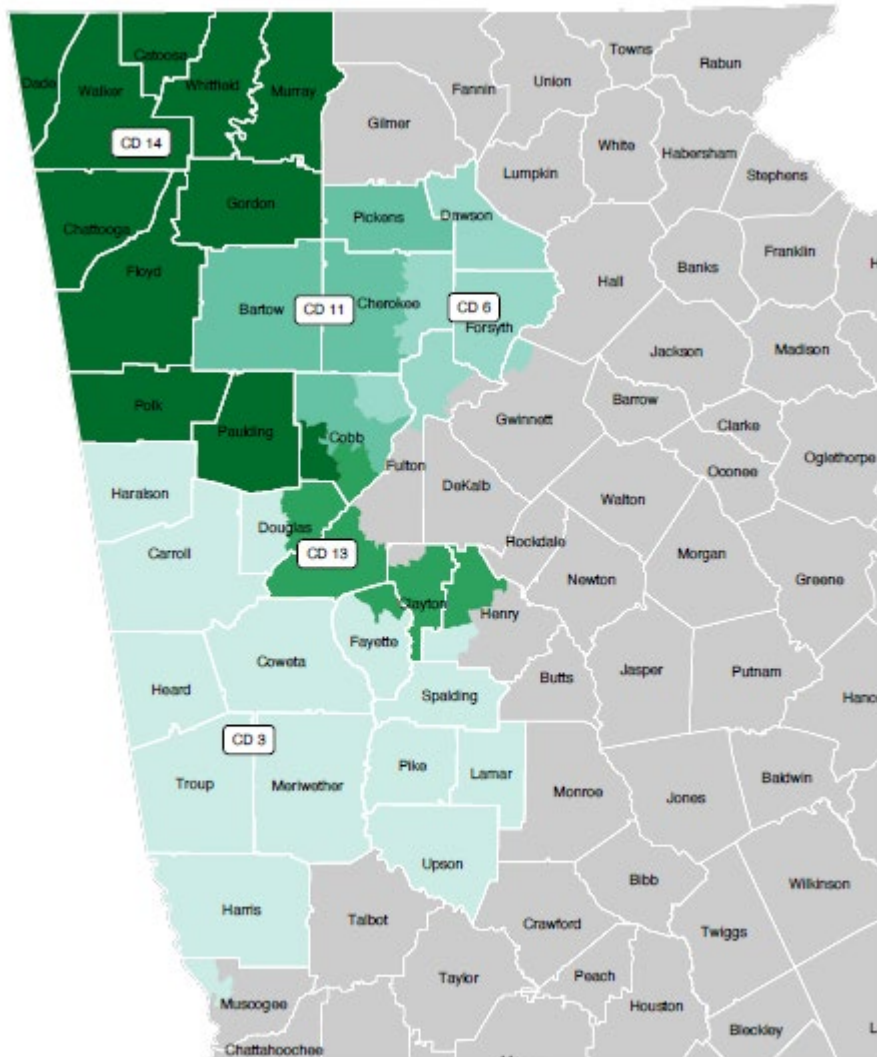 Towns
Rabun
Catoosa
Union
Fannin
Dade
Walker
Whitfield
Murray
Gilmer
CD 14
White
Habersham
Lumpkin
Stephens
Gordon
Pickens
Dawson
Chattooga
Franklin
Floyd
Hall
Banks
H
Bartow
CD 11
Cherokee
CD 6
Forsyth
Jackson
Madison
Polk
Barrow
Paulding
Gwinnett
Clarke
Cobb
Oglethorpe
Fulton
Oconee
Haralson
DeKalb
Walton
Douglas
Carroll
CD 13
Rockdale
Morgan
Newton
Greene
Clayton
Henry
Fayette
Coweta
Jasper
Putnam
Heard
Spalding
Butts
Hanc
CD 3
Pike
Lamar
Troup
Meriwether
Monroe
Jones
Baldwin
Upson
Bibb
Wilkinson
Harris
Talbot
Crawford
Twiggs
Taylor
Peach
Muscogee
Houston
Bleckley
L
Chattahoochee